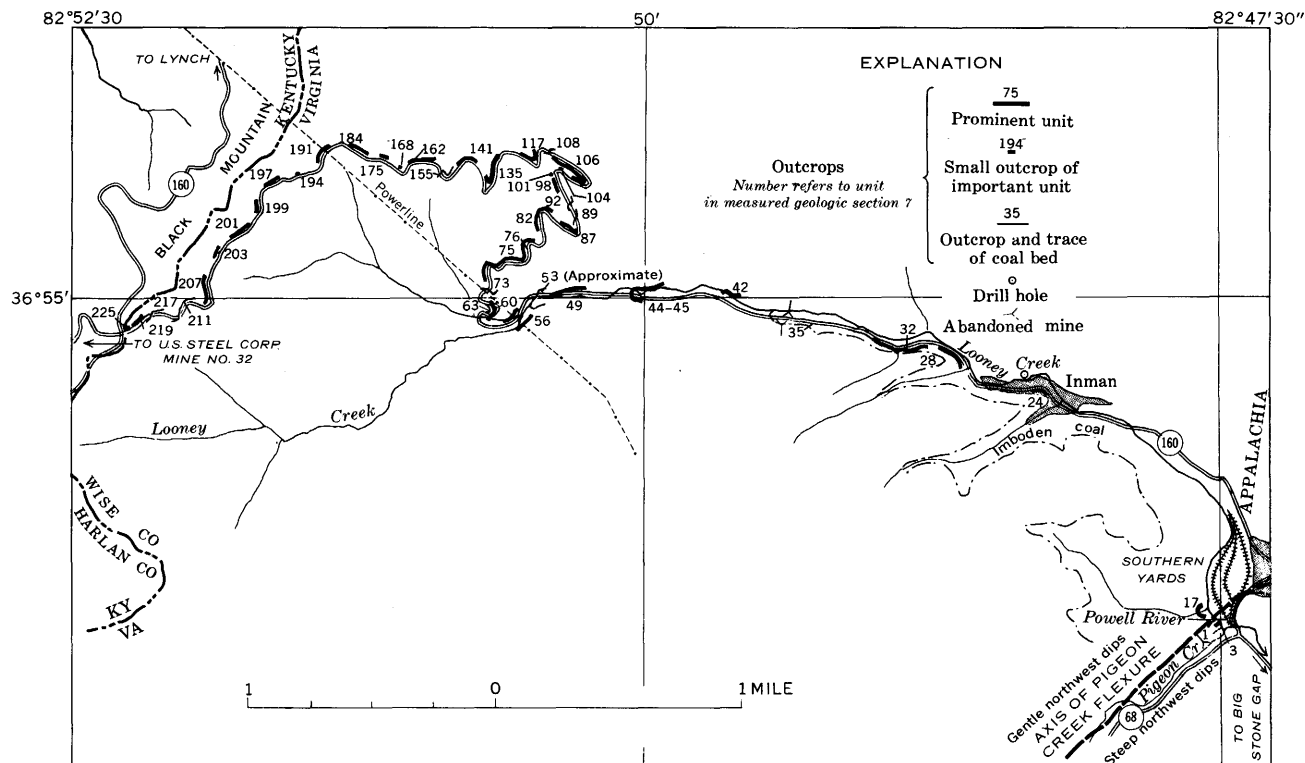 82°52'30"
50'
82°47'30"
TO LYNCH
KENTUCKY
VIRGINIA
BLACK MOUNTAIN
160
Powerline
EXPLANATION
75
Prominent unit
194
Small outcrop of
important unit
35
Outcrop and trace
of coal bed
Outcrops
Number refers to unit
in measured geologic section 7
Drill hole
Abandoned mine
184
191
168
162
175
155
141
135
117
108
106
101
98
104
92
89
87
82
76
75
73
197
194
199
201
203
207
217
225
219
211
36°55'
63
60
56
53 (Approximate)
49
44-45
42
35
32
28
24
TO U.S. STEEL CORP.
MINE NO. 32
Looney
Creek
Looney
Creek
Inman
Imboden coal
160
APPALACHIA
WISE CO
HARLAN CO
KY
VA
SOUTHERN
YARDS
17
Powell River
1
3
Pigeon Cr
68
Gentle northwest dips
AXIS OF PIGEON
CREEK FLEXURE
Steep northwest dips
TO BIG
STONE GAP
1
0
1 MILE